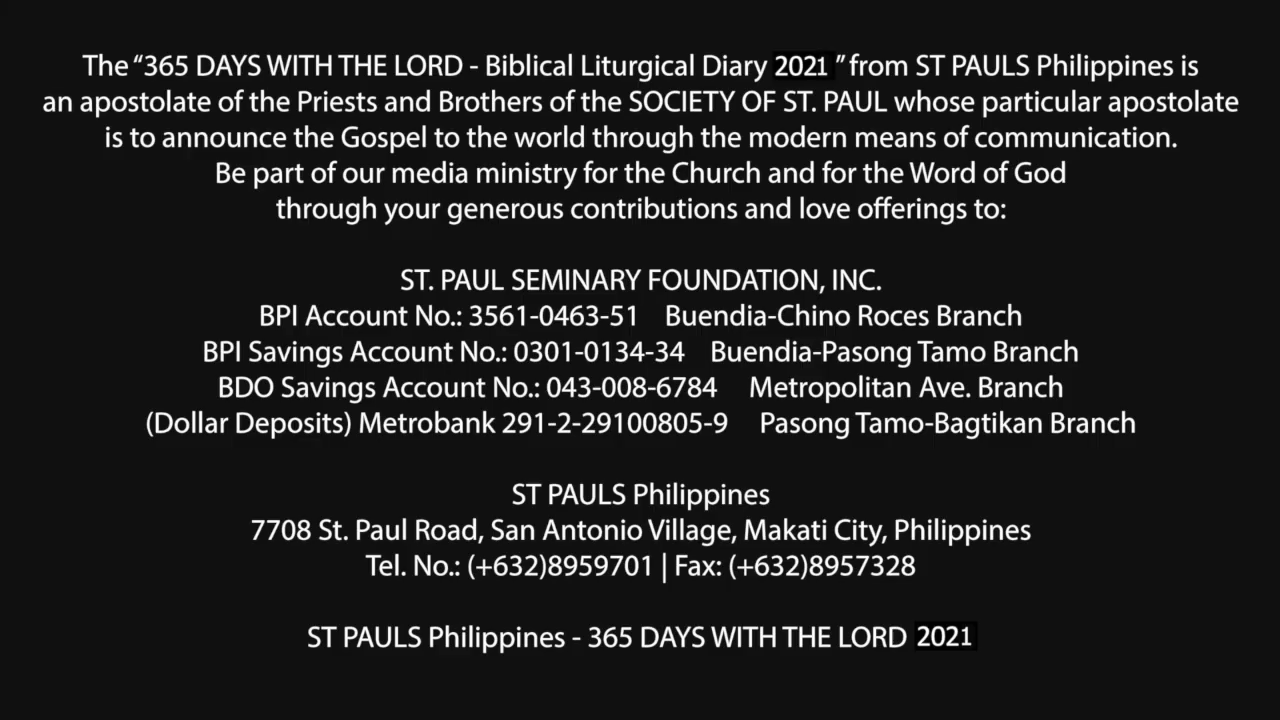 The “365 DAYS WITH THE LORD - Biblical Liturgical Diary 2021 ” from ST PAULS Philippines is
an apostolate of the Priests and Brothers of the SOCIETY OF ST. PAUL whose particular apostolate
is to announce the Gospel to the world through the modern means of communication.
Be part of our media ministry for the Church and for the Word of God
through your generous contributions and love offerings to:
ST. PAUL SEMINARY FOUNDATION, INC.
BPI Account No.: 3561-0463-51 Buendia-Chino Roces Branch
BPI Savings Account No.: 0301-0134-34 Buendia-Pasong Tamo Branch
BDO Savings Account No.: 043-008-6784 Metropolitan Ave. Branch
(Dollar Deposits) Metrobank 291-2-29100805-9 Pasong Tamo-Bagtikan Branch
ST PAULS Philippines
7708 St. Paul Road, San Antonio Village, Makati City, Philippines
Tel. No.: (+632)8959701 | Fax: (+632)8957328
ST PAULS Philippines - 365 DAYS WITH THE LORD 2021